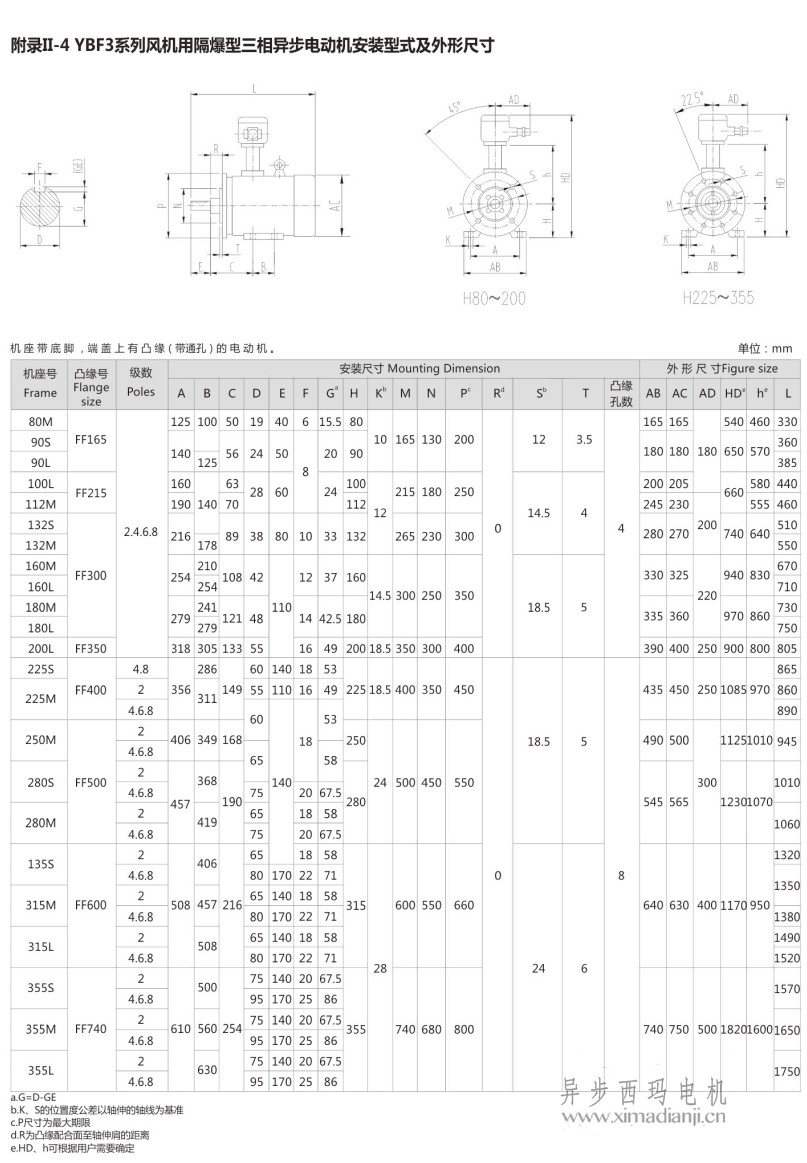 附录II-4 YBF3系列风机用隔爆型三相异步电动机安装型式及外形尺寸
L
R
F
(GE)
G
D
P
N
AC
T
E
C
B
45°
AD
S
h
HD
M
H
K
A
AB
H80～200
22.5°
AD
S
h
HD
M
H
K
A
AB
H225～355
机座带底脚,端盖上有凸缘(带通孔)的电动机。 单位：mm
机座号 Frame 凸缘号 Flange size 级数 Poles 安装尺寸 Mounting Dimension 外形尺寸Figure size
A B C D E F Gᵃ H Kᵇ M N Pᶜ Rᵈ Sᵇ T 凸缘孔数 AB AC AD HDᵉ hᵉ L
80M FF165 2.4.6.8 125 100 50 19 40 6 15.5 80 10 165 130 200 0 12 3.5 4 165 165 180 540 460 330
90S 140 56 24 50 8 20 90 180 180 650 570 360
90L 125 385
100L FF215 160 140 63 28 60 24 100 12 215 180 250 14.5 4 200 205 660 580 440
112M 190 70 112 245 230 200 555 460
132S FF300 216 89 38 80 10 33 132 265 230 300 280 270 740 640 510
132M 178 550
160M 254 210 108 42 110 12 37 160 14.5 300 250 350 18.5 5 330 325 220 940 830 670
160L 254 710
180M 279 241 121 48 14 42.5 180 335 360 970 860 730
180L 279 750
200L FF350 318 305 133 55 16 49 200 18.5 350 300 400 390 400 250 900 800 805
225S FF400 4.8 356 286 149 60 140 18 53 225 18.5 400 350 450 0 18.5 5 8 435 450 250 1085 970 865
225M 2 311 55 110 16 49 860
4.6.8 60 140 18 53 890
250M FF500 2 406 349 168 250 24 500 450 550 490 500 300 1125 1010 945
4.6.8 65 58
280S 2 457 368 190 280 545 565 1230 1070 1010
4.6.8 75 20 67.5
280M 2 419 65 18 58 1060
4.6.8 75 20 67.5
135S FF600 2 508 406 216 65 18 58 315 28 600 550 660 24 6 640 630 400 1170 950 1320
4.6.8 80 170 22 71 1350
315M 2 457 65 140 18 58
4.6.8 80 170 22 71 1380
315L 2 508 65 140 18 58 1490
4.6.8 80 170 22 71 1520
355S FF740 2 610 500 254 75 140 20 67.5 355 740 680 800 740 750 500 1820 1600 1570
4.6.8 95 170 25 86
355M 2 560 75 140 20 67.5 1650
4.6.8 95 170 25 86
355L 2 630 75 140 20 67.5 1750
4.6.8 95 170 25 86
a.G=D-GE
b.K、S的位置度公差以轴伸的轴线为基准
c.P尺寸为最大期限
d.R为凸缘配合面至轴伸肩的距离
e.HD、h可根据用户需要确定
异步西玛电机
www.ximadianji.cn